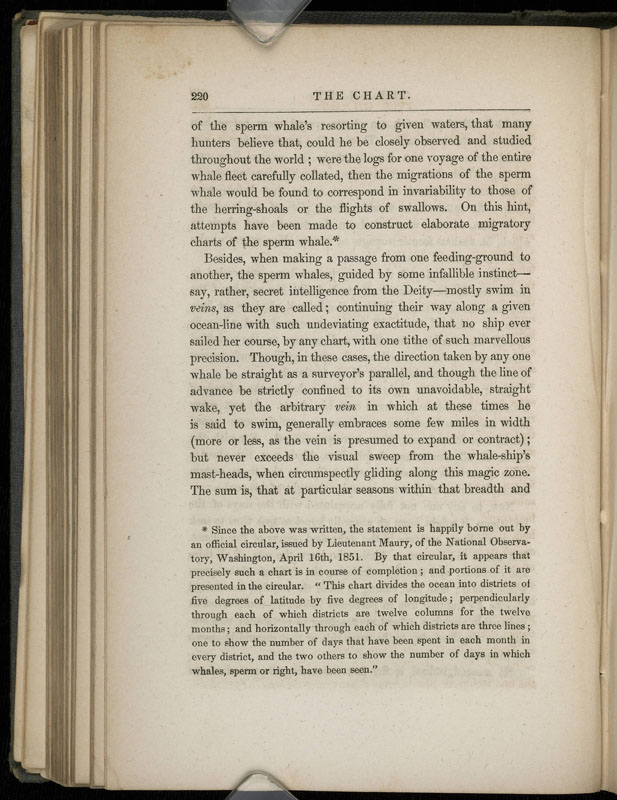 220 THE CHART.
of the sperm whale's resorting to given waters, that many
hunters believe that, could he be closely observed and studied
throughout the world ; were the logs for one voyage of the entire
whale fleet carefully collated, then the migrations of the sperm
whale would be found to correspond in invariability to those of
the herring-shoals or the flights of swallows. On this hint,
attempts have been made to construct elaborate migratory
charts of the sperm whale.*
Besides, when making a passage from one feeding-ground to
another, the sperm whales, guided by some infallible instinct—
say, rather, secret intelligence from the Deity—mostly swim in
veins, as they are called ; continuing their way along a given
ocean-line with such undeviating exactitude, that no ship ever
sailed her course, by any chart, with one tithe of such marvellous
precision. Though, in these cases, the direction taken by any one
whale be straight as a surveyor's parallel, and though the line of
advance be strictly confined to its own unavoidable, straight
wake, yet the arbitrary vein in which at these times he
is said to swim, generally embraces some few miles in width
(more or less, as the vein is presumed to expand or contract) ;
but never exceeds the visual sweep from the whale-ship's
mast-heads, when circumspectly gliding along this magic zone.
The sum is, that at particular seasons within that breadth and
* Since the above was written, the statement is happily borne out by
an official circular, issued by Lieutenant Maury, of the National Observa-
tory, Washington, April 16th, 1851. By that circular, it appears that
precisely such a chart is in course of completion ; and portions of it are
presented in the circular. “ This chart divides the ocean into districts of
five degrees of latitude by five degrees of longitude ; perpendicularly
through each of which districts are twelve columns for the twelve
months ; and horizontally through each of which districts are three lines ;
one to show the number of days that have been spent in each month in
every district, and the two others to show the number of days in which
whales, sperm or right, have been seen.”